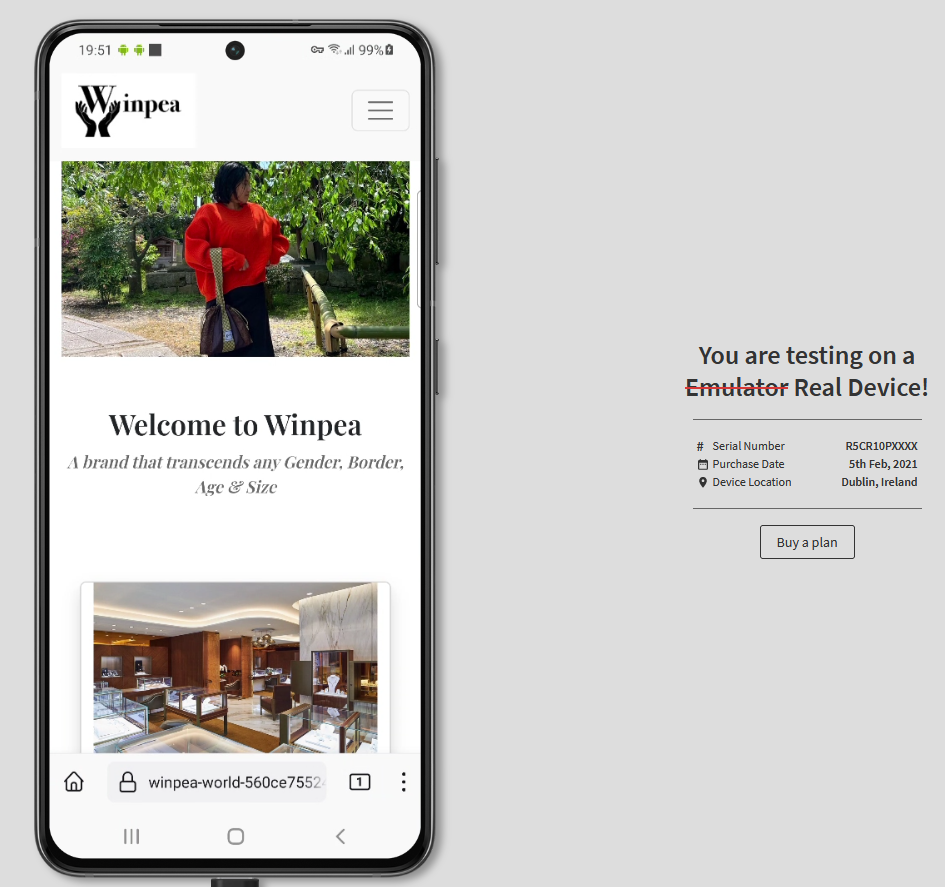 19:51
99%
Winpea
Welcome to Winpea
A brand that transcends any Gender, Border,
Age & Size
winpea-world-560ce7552
1
You are testing on a
Emulator Real Device!
# Serial Number R5CR10PXXXX
Purchase Date 5th Feb, 2021
Device Location Dublin, Ireland
Buy a plan